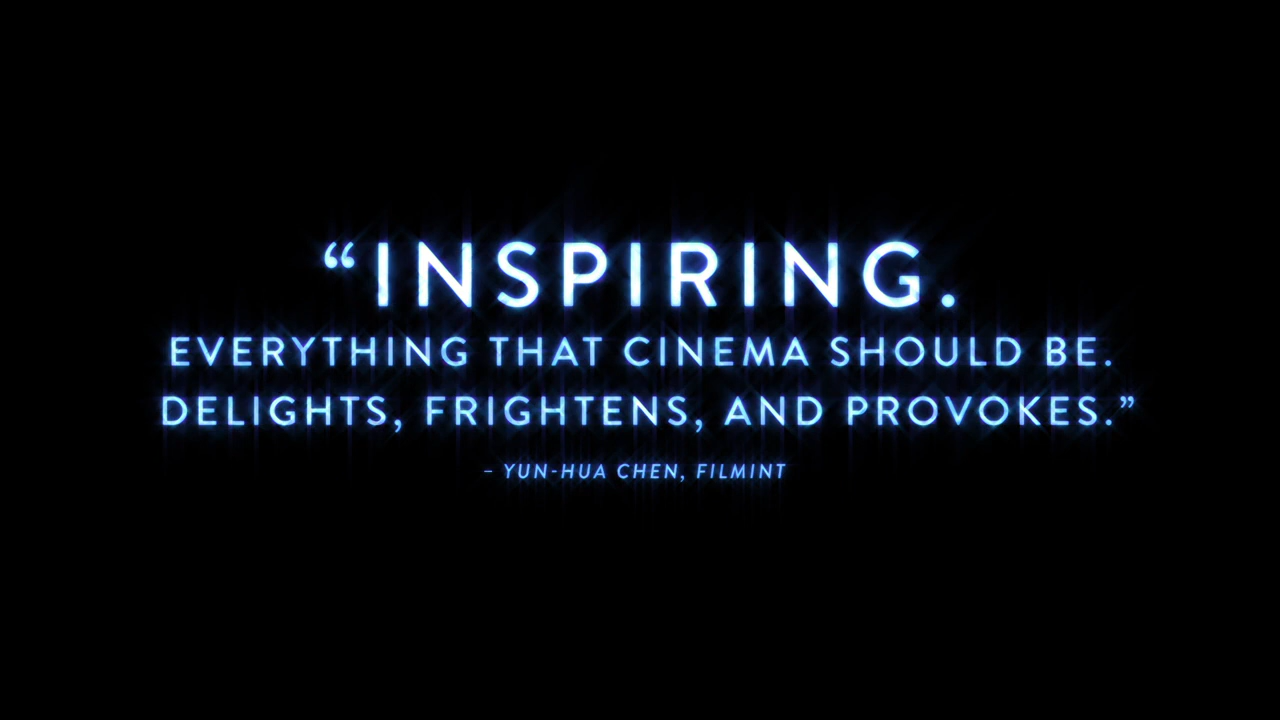 “INSPIRING.
EVERYTHING THAT CINEMA SHOULD BE.
DELIGHTS, FRIGHTENS, AND PROVOKES.”
– YUN-HUA CHEN, FILMINT